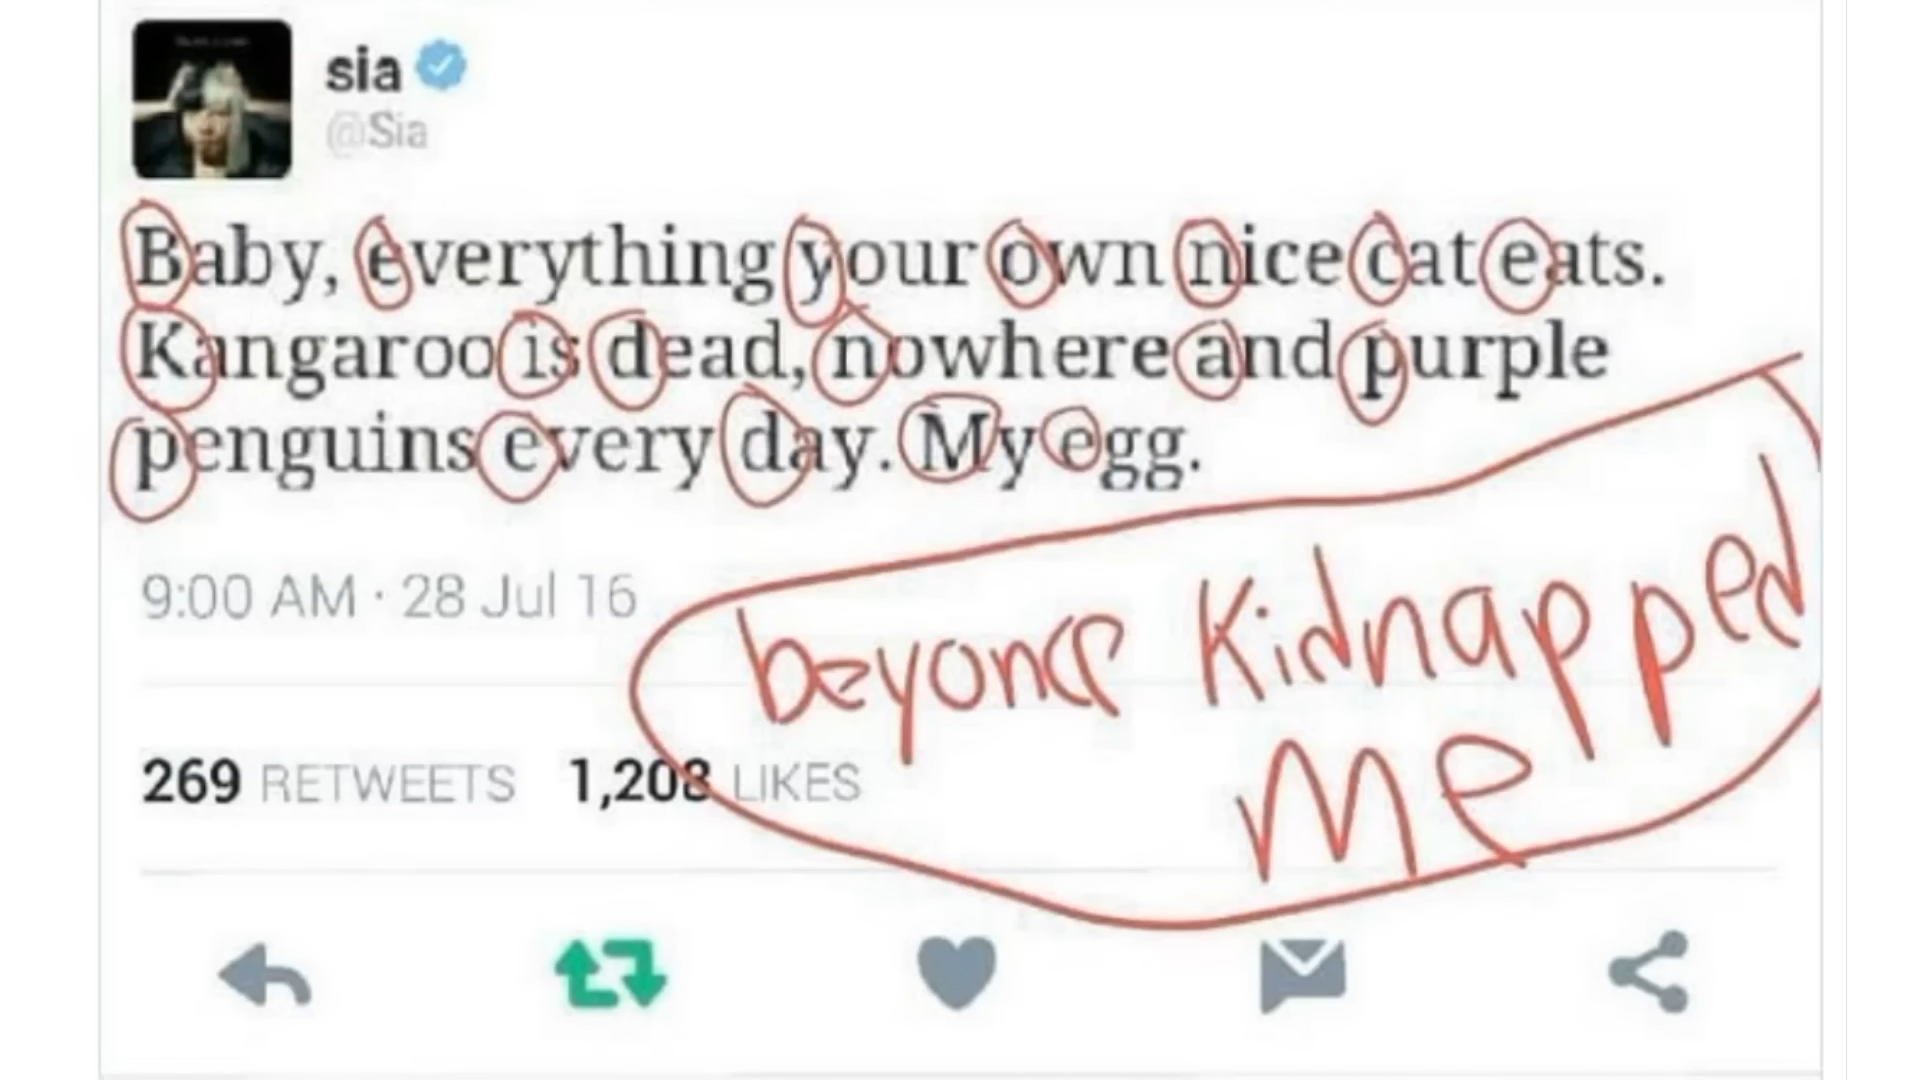 sia
@Sia
Baby, everything your own nice cat eats.
Kangaroo is dead, nowhere and purple
penguins every day. My egg.
9:00 AM · 28 Jul 16
beyonce Kidnapped
me
269 RETWEETS 1,208 LIKES